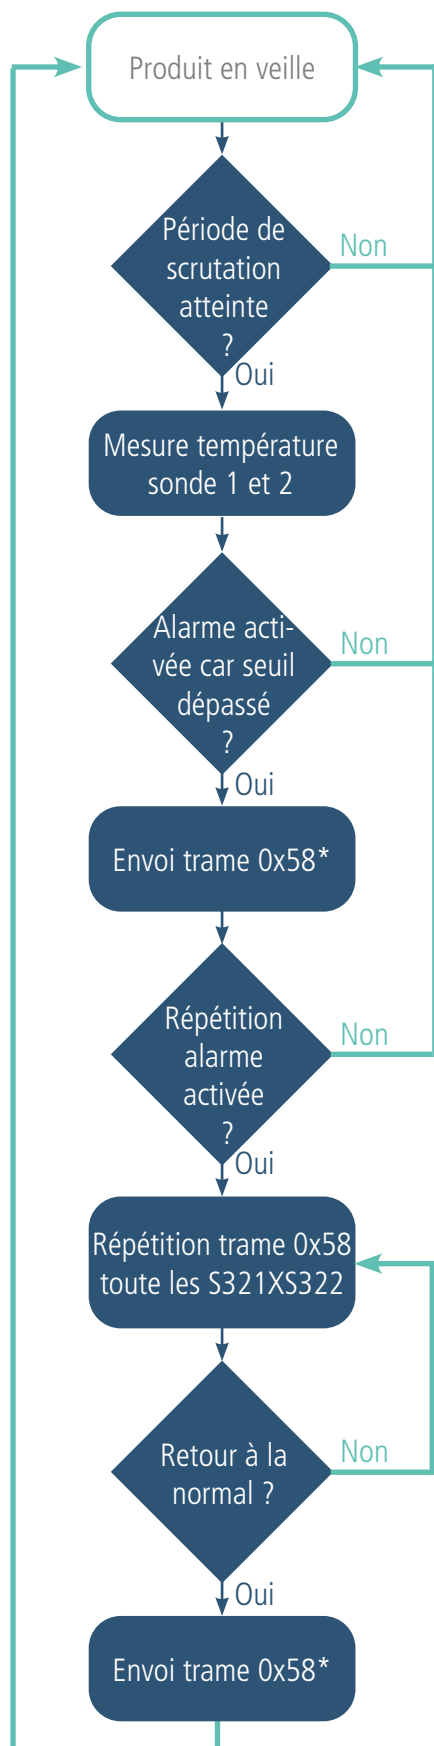 Produit en veille
Période de
scrutation
atteinte
?
Non
Oui
Mesure température
sonde 1 et 2
Alarme acti-
vée car seuil
dépassé
?
Non
Oui
Envoi trame 0x58*
Répétition
alarme
activée
?
Non
Oui
Répétition trame 0x58
toute les S321XS322
Retour à la
normal ?
Non
Oui
Envoi trame 0x58*